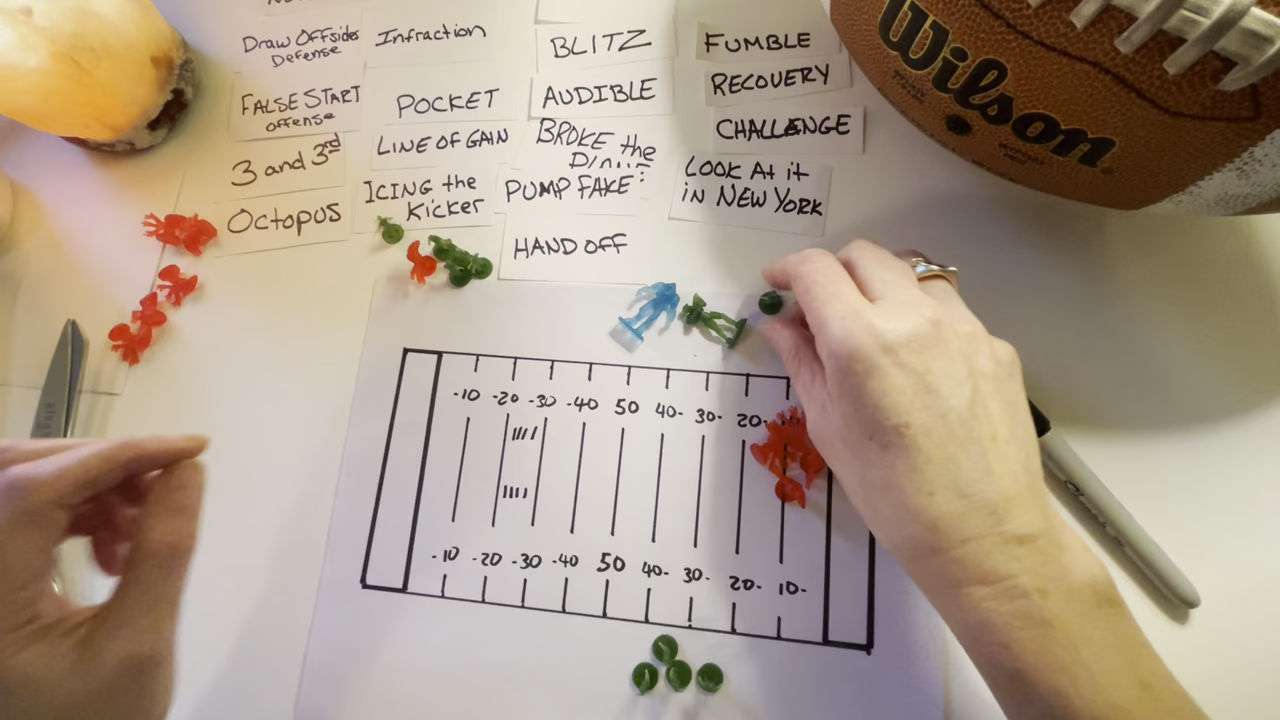 Draw Offsides
Defense
FALSE START
offense
3 and 3rd
Octopus
Infraction
POCKET
LINE OF GAIN
ICING the
Kicker
BLITZ
AUDIBLE
BROKE the
PUMP FAKE
HAND OFF
FUMBLE
RECOVERY
CHALLENGE
LOOK At it
in NEW YORK
Wilson
-10 -20 -30 -40 50 40- 30- 20-
-10 -20 -30 -40 50 40- 30- 20- 10-
Sharpie